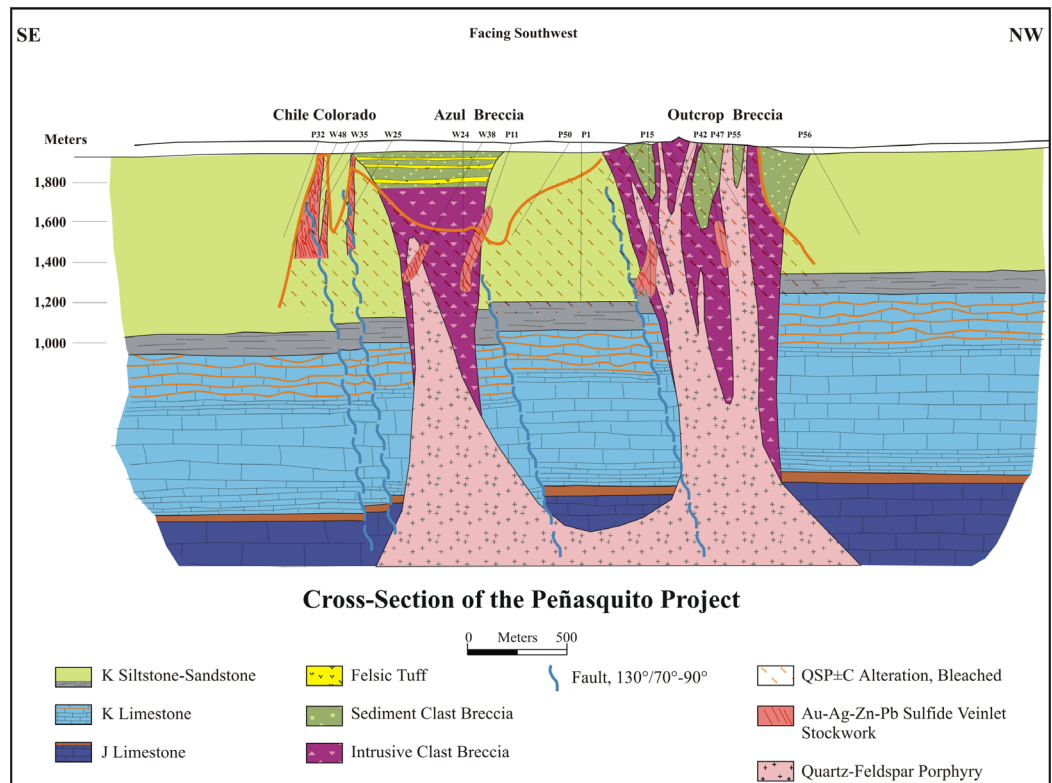 SE
Facing Southwest
NW
Chile Colorado
Azul Breccia
Outcrop Breccia
Meters
P32 W48 W35 W25 W24 W38 P11 P50 P1 P15 P42 P47 P55 P56
1,800
1,600
1,400
1,200
1,000
Cross-Section of the Peñasquito Project
0 Meters 500
K Siltstone-Sandstone
Felsic Tuff
Fault, 130°/70°-90°
QSP±C Alteration, Bleached
K Limestone
Sediment Clast Breccia
Au-Ag-Zn-Pb Sulfide Veinlet
Stockwork
J Limestone
Intrusive Clast Breccia
Quartz-Feldspar Porphyry